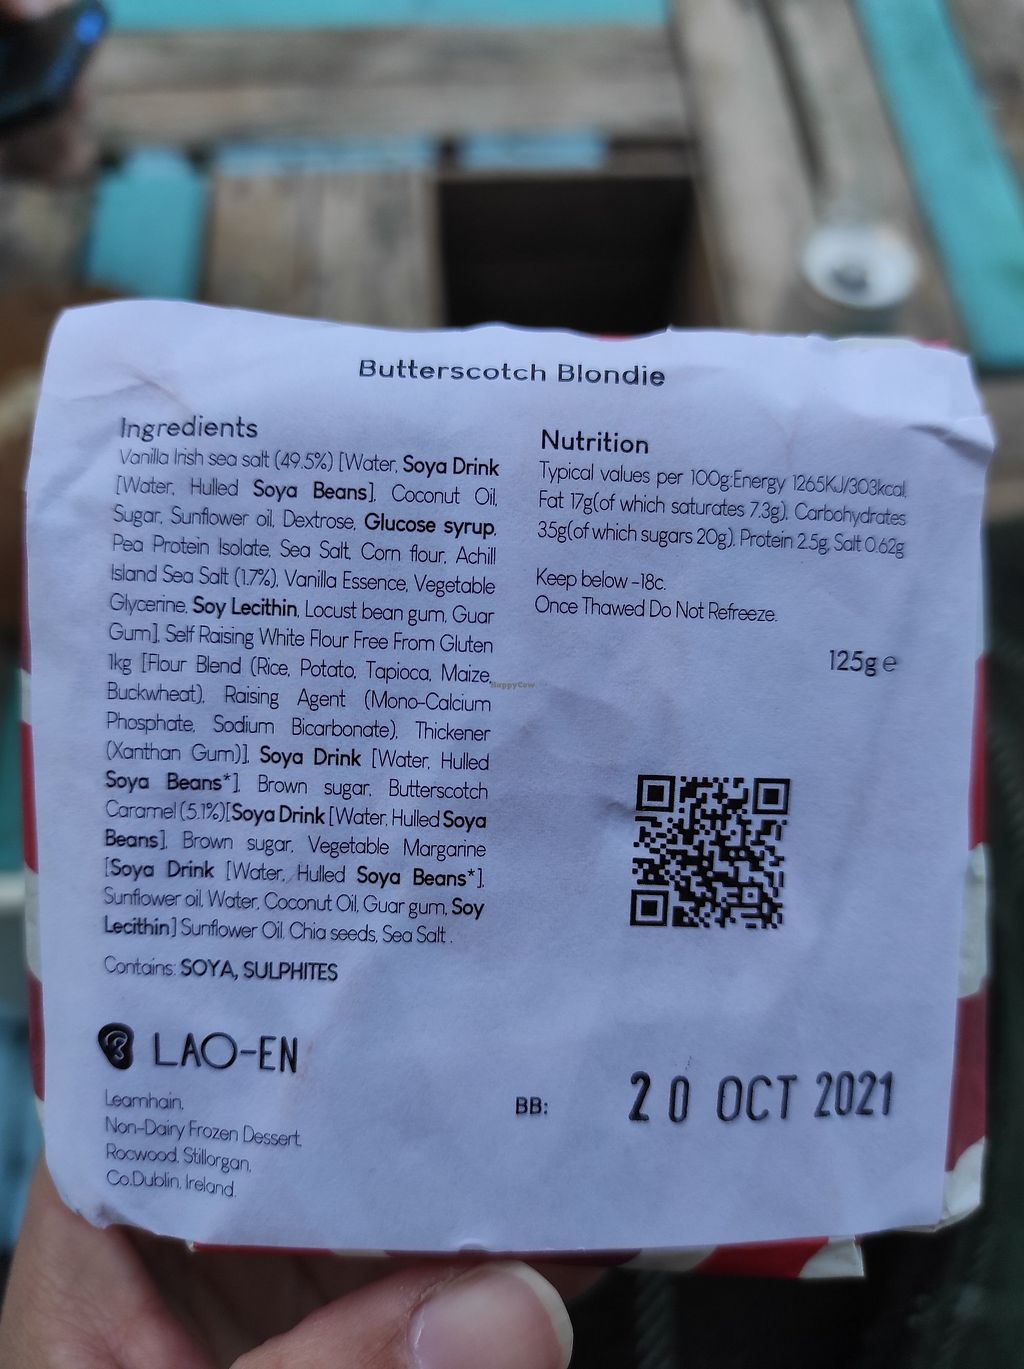 Butterscotch Blondie
Ingredients
Vanilla Irish sea salt (49.5%) [Water, Soya Drink
[Water, Hulled Soya Beans], Coconut Oil,
Sugar, Sunflower oil, Dextrose, Glucose syrup,
Pea Protein Isolate, Sea Salt, Corn flour, Achill
Island Sea Salt (1.7%), Vanilla Essence, Vegetable
Glycerine, Soy Lecithin, Locust bean gum, Guar
Gum], Self Raising White Flour Free From Gluten
1kg [Flour Blend (Rice, Potato, Tapioca, Maize,
Buckwheat), Raising Agent (Mono-Calcium
Phosphate, Sodium Bicarbonate), Thickener
(Xanthan Gum)], Soya Drink [Water, Hulled
Soya Beans*], Brown sugar, Butterscotch
Caramel (5.1%)[Soya Drink [Water, Hulled Soya
Beans], Brown sugar, Vegetable Margarine
[Soya Drink [Water, Hulled Soya Beans*],
Sunflower oil, Water, Coconut Oil, Guar gum, Soy
Lecithin] Sunflower Oil, Chia seeds, Sea Salt .
Contains: SOYA, SULPHITES
Nutrition
Typical values per 100g:Energy 1265KJ/303kcal,
Fat 17g(of which saturates 7.3g), Carbohydrates
35g(of which sugars 20g), Protein 2.5g, Salt 0.62g
Keep below -18c.
Once Thawed Do Not Refreeze.
125g e
HappyCow
LAO-EN
Leamhain,
Non-Dairy Frozen Dessert,
Rocwood, Stillorgan,
Co.Dublin, Ireland.
BB: 20 OCT 2021